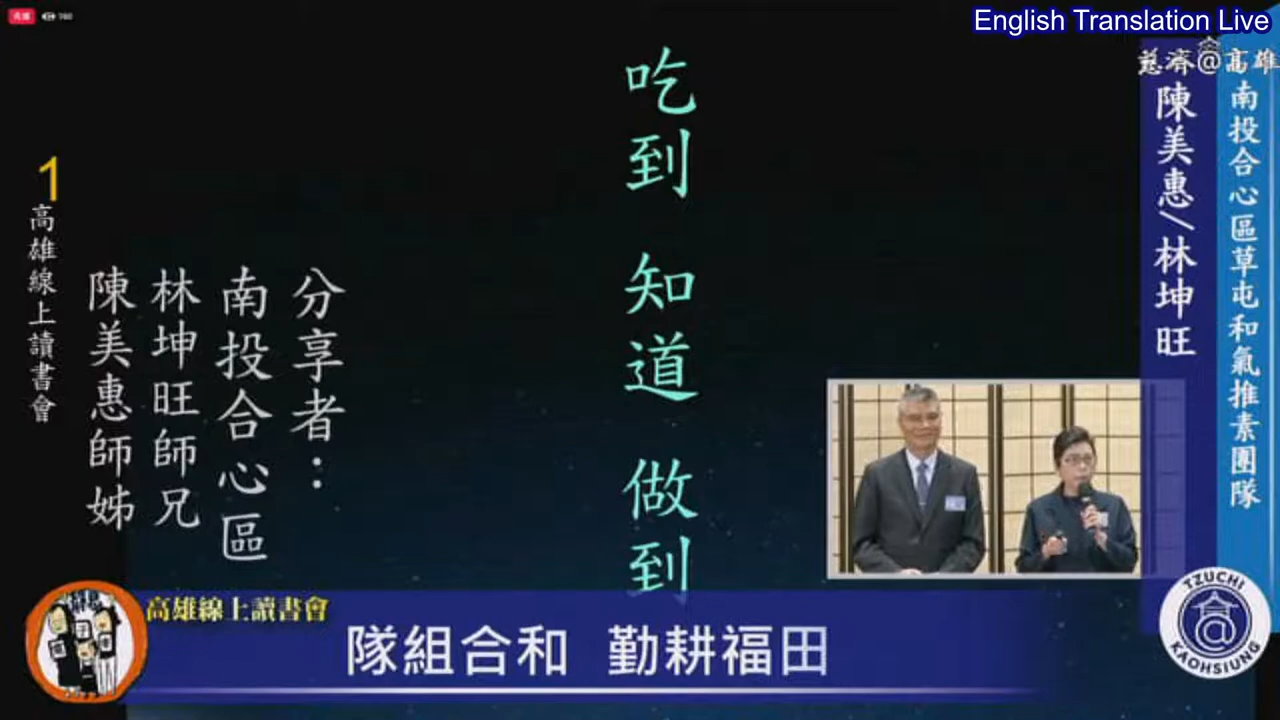 English Translation Live
慈濟@高雄
南投合心區草屯和氣推素團隊
陳美惠/林坤旺
吃到 知道 做到
分享者：
南投合心區
林坤旺師兄
陳美惠師姊
1
高雄線上讀書會
高雄線上讀書會
隊組合和 勤耕福田
TZUCHI
KAOHSIUNG